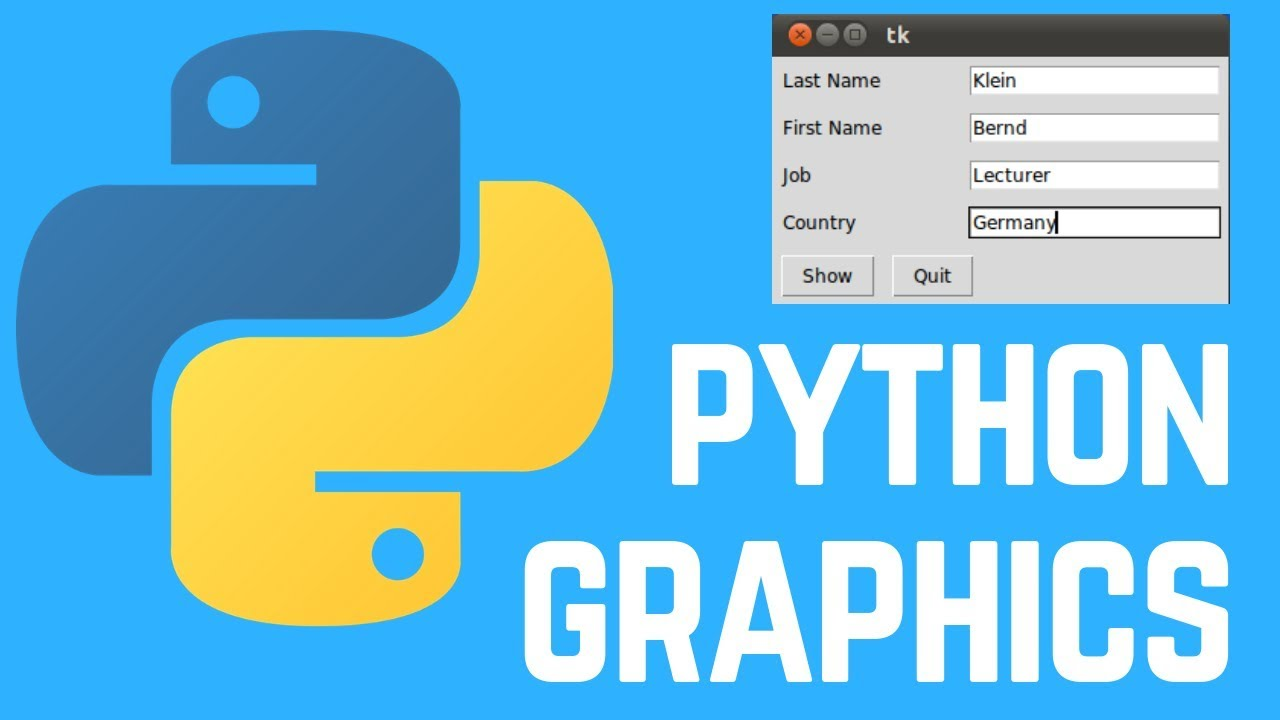 tk
Last Name Klein
First Name Bernd
Job Lecturer
Country Germany
Show Quit
PYTHON
GRAPHICS